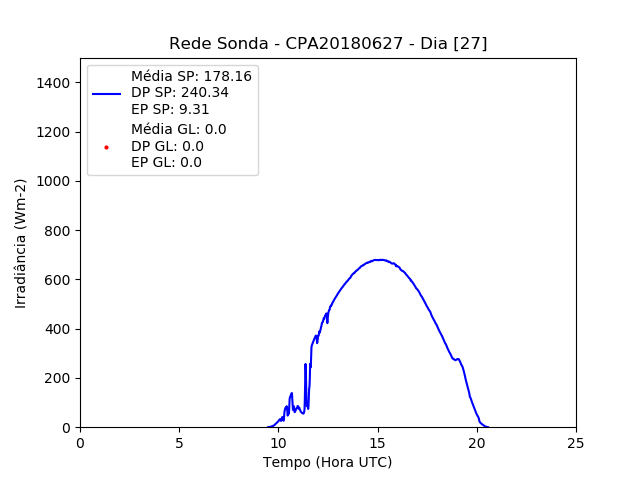 Rede Sonda - CPA20180627 - Dia [27]
Média SP: 178.16
DP SP: 240.34
EP SP: 9.31
Média GL: 0.0
DP GL: 0.0
EP GL: 0.0
Irradiância (Wm-2)
1400
1200
1000
800
600
400
200
0
0 5 10 15 20 25
Tempo (Hora UTC)